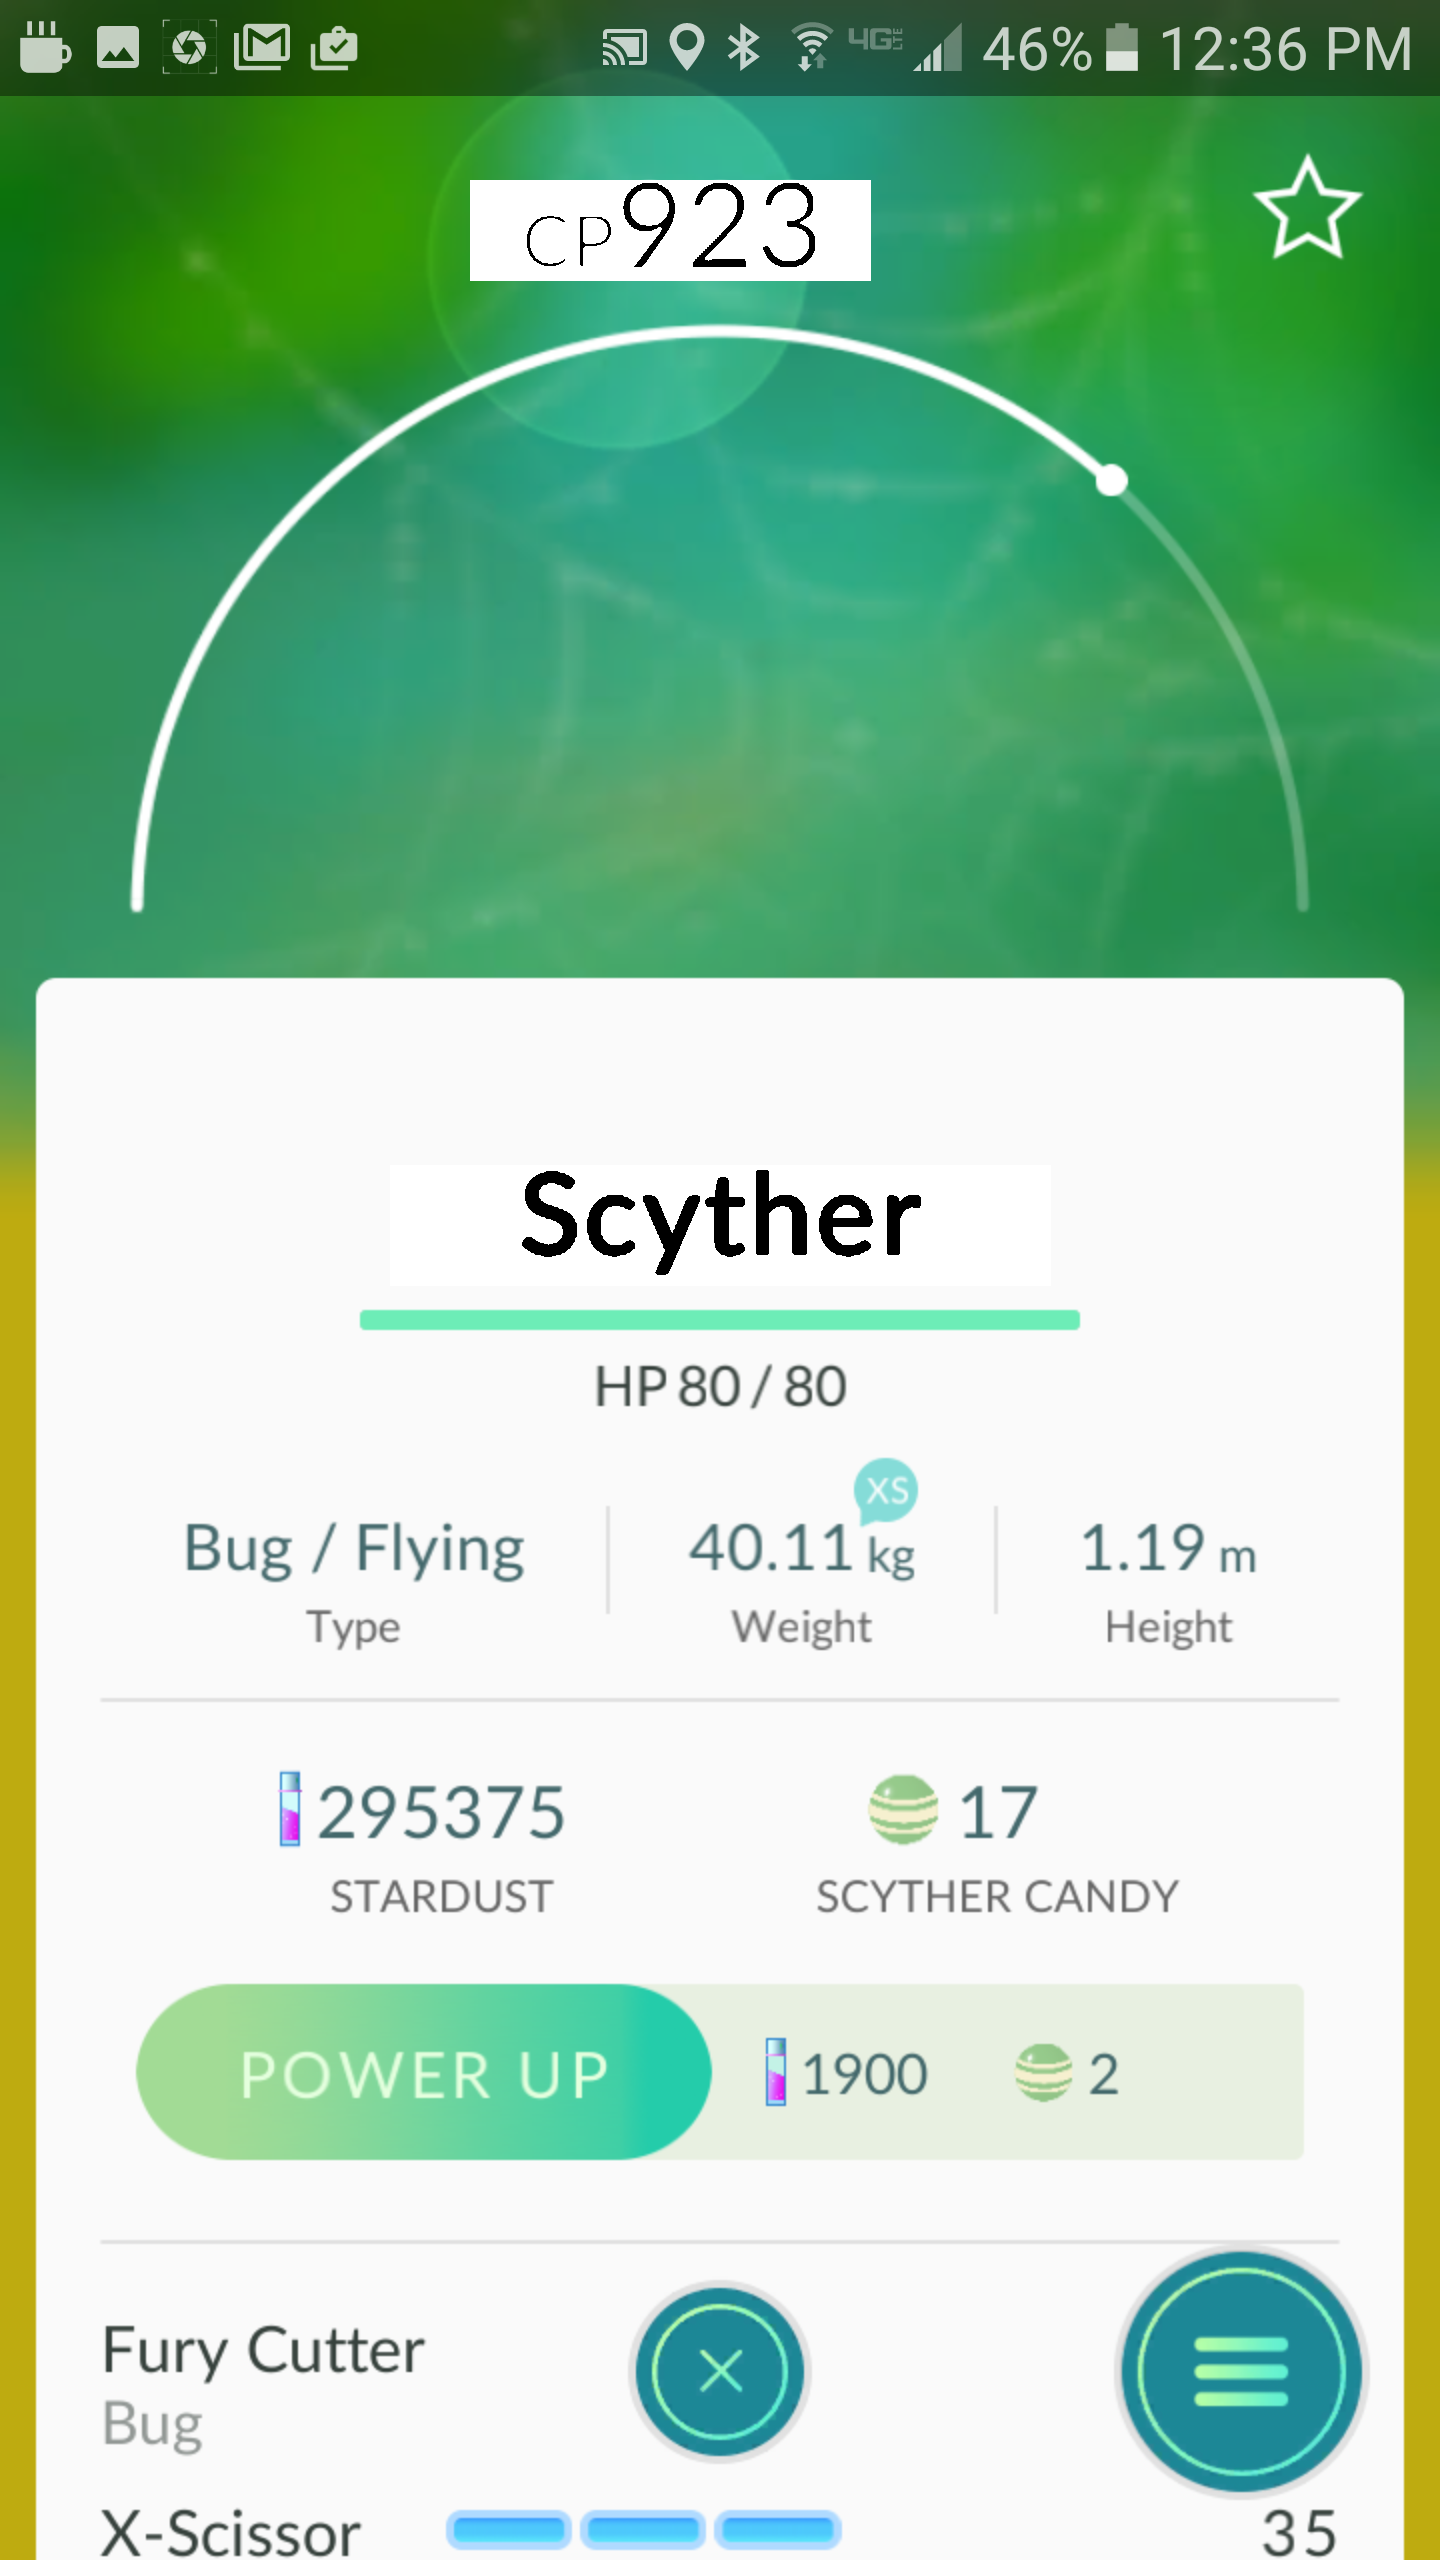 4G LTE 46% 12:36 PM
CP923
Scyther
HP 80 / 80
XS
Bug / Flying 40.11 kg 1.19 m
Type Weight Height
295375 17
STARDUST SCYTHER CANDY
POWER UP 1900 2
Fury Cutter
Bug
X-Scissor 35